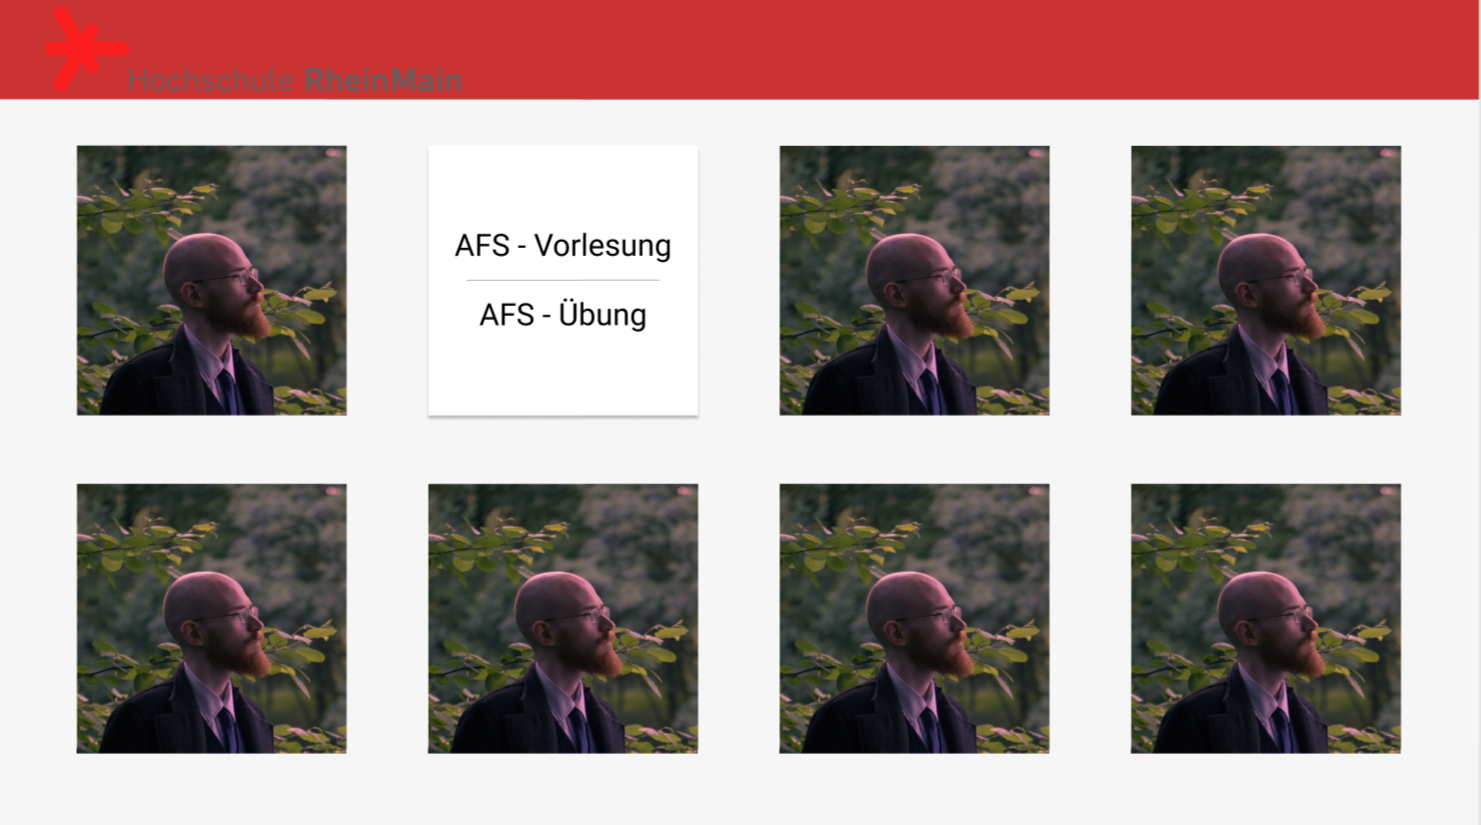 Hochschule RheinMain
AFS - Vorlesung
AFS - Übung